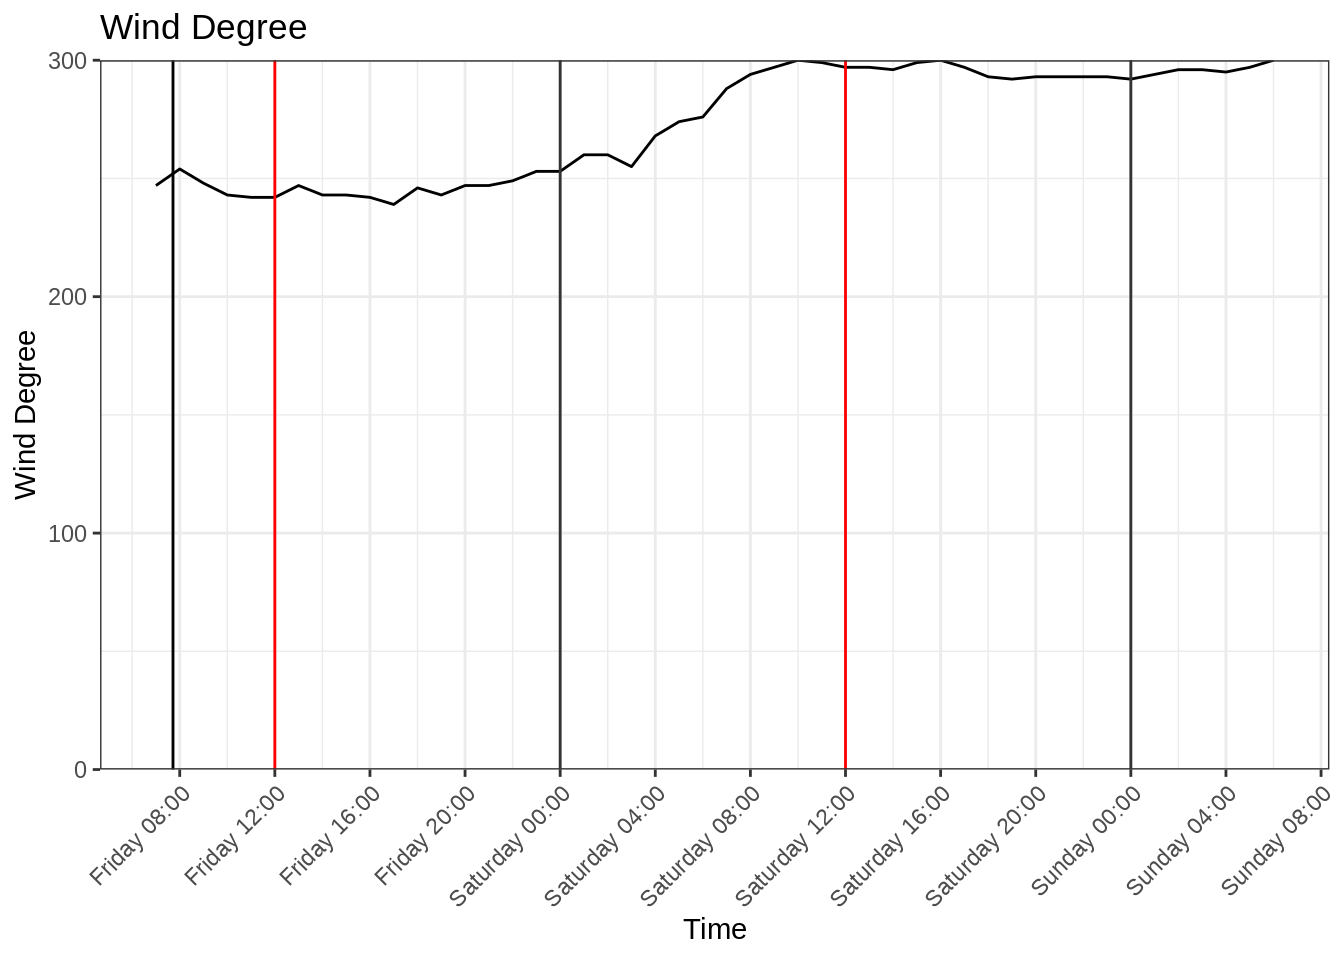 Wind Degree
300
200
100
0
Wind Degree
Friday 08:00
Friday 12:00
Friday 16:00
Friday 20:00
Saturday 00:00
Saturday 04:00
Saturday 08:00
Saturday 12:00
Saturday 16:00
Saturday 20:00
Sunday 00:00
Sunday 04:00
Sunday 08:00
Time